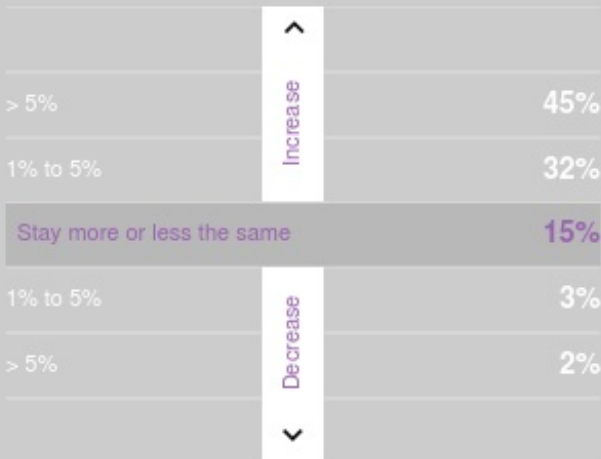 > 5%
45%
Increase
1% to 5%
32%
Stay more or less the same
15%
1% to 5%
3%
Decrease
> 5%
2%